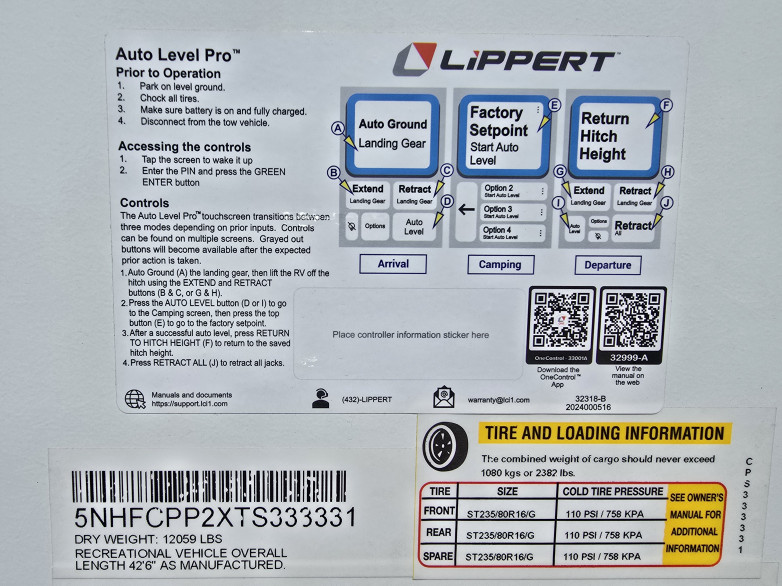 Auto Level Pro™
Prior to Operation
1. Park on level ground.
2. Chock all tires.
3. Make sure battery is on and fully charged.
4. Disconnect from the tow vehicle.
Accessing the controls
1. Tap the screen to wake it up
2. Enter the PIN and press the GREEN
ENTER button
Controls
The Auto Level Pro™touchscreen transitions between
three modes depending on prior inputs. Controls
can be found on multiple screens. Grayed out
buttons will become available after the expected
prior action is taken.
1. Auto Ground (A) the landing gear, then lift the RV off the
hitch using the EXTEND and RETRACT
buttons (B & C, or G & H).
2. Press the AUTO LEVEL button (D or I) to go
to the Camping screen, then press the top
button (E) to go to the factory setpoint.
3. After a successful auto level, press RETURN
TO HITCH HEIGHT (F) to return to the saved
hitch height.
4. Press RETRACT ALL (J) to retract all jacks.
LIPPERT™
A
Auto Ground
Landing Gear
B
Extend
Landing Gear
C
Retract
Landing Gear
Options
D
Auto
Level
Arrival
E
Factory
Setpoint
Start Auto
Level
Option 2
Start Auto Level
Option 3
Start Auto Level
Option 4
Start Auto Level
Camping
F
Return
Hitch
Height
G
Extend
Landing Gear
H
Retract
Landing Gear
I
Auto
Level
Options
J
Retract
All
Departure
Place controller information sticker here
OneControl - 33001A
Download the
OneControl™
App
32999-A
View the
manual on
the web
Manuals and documents
https://support.lci1.com
(432)-LIPPERT
warranty@lci1.com
32318-B
2024000516
5NHFCPP2XTS333331
DRY WEIGHT: 12059 LBS
RECREATIONAL VEHICLE OVERALL
LENGTH 42'6" AS MANUFACTURED.
TIRE AND LOADING INFORMATION
The combined weight of cargo should never exceed
1080 kgs or 2382 lbs.
TIRE SIZE COLD TIRE PRESSURE
FRONT ST235/80R16/G 110 PSI / 758 KPA
REAR ST235/80R16/G 110 PSI / 758 KPA
SPARE ST235/80R16/G 110 PSI / 758 KPA
SEE OWNER'S
MANUAL FOR
ADDITIONAL
INFORMATION
CPS333331